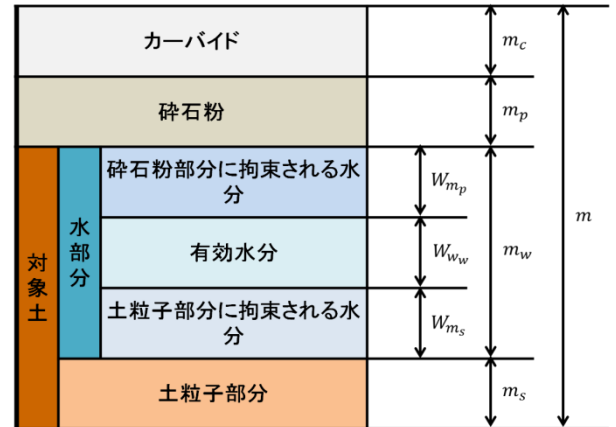 カーバイド
砕石粉
対象土
水部分
砕石粉部分に拘束される水
分
有効水分
土粒子部分に拘束される水
分
土粒子部分
m_c
m_p
W_{m_p}
W_{w_w}
W_{m_s}
m_w
m_s
m